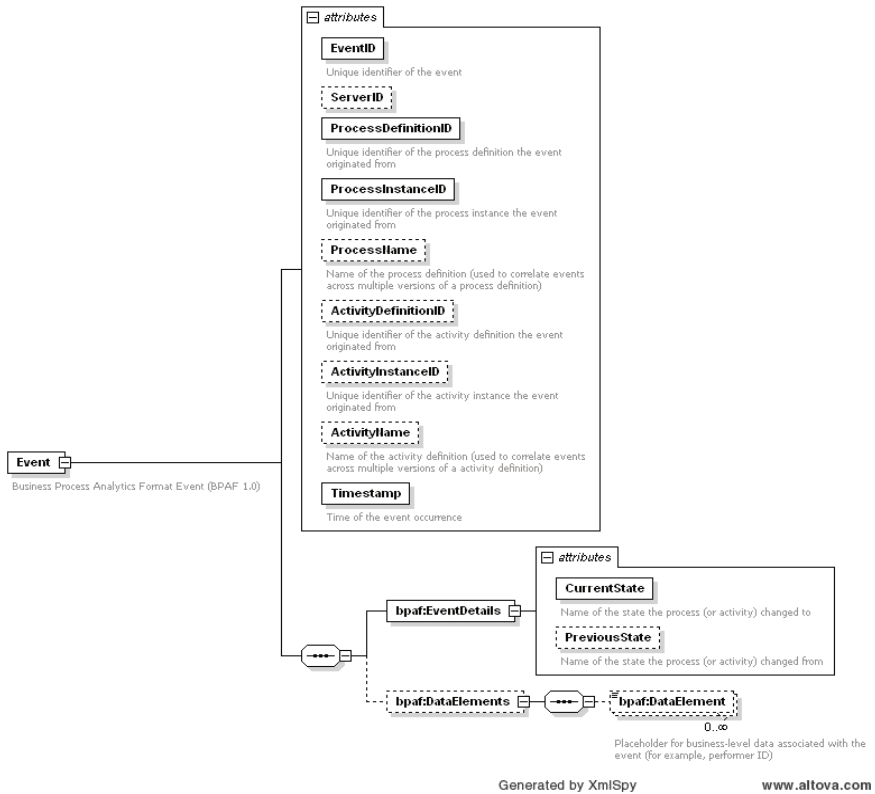 attributes
EventID
Unique identifier of the event
ServerID
ProcessDefinitionID
Unique identifier of the process definition the event
originated from
ProcessInstanceID
Unique identifier of the process instance the event
originated from
ProcessName
Name of the process definition (used to correlate events
across multiple versions of a process definition)
ActivityDefinitionID
Unique identifier of the activity definition the event
originated from
ActivityInstanceID
Unique identifier of the activity instance the event
originated from
ActivityName
Name of the activity definition (used to correlate events
across multiple versions of a activity definition)
Timestamp
Time of the event occurrence
Event
Business Process Analytics Format Event (BPAF 1.0)
attributes
CurrentState
Name of the state the process (or activity) changed to
PreviousState
Name of the state the process (or activity) changed from
bpaf:EventDetails
bpaf:DataElements
bpaf:DataElement
0..∞
Placeholder for business-level data associated with the
event (for example, performer ID)
Generated by XmlSpy
www.altova.com